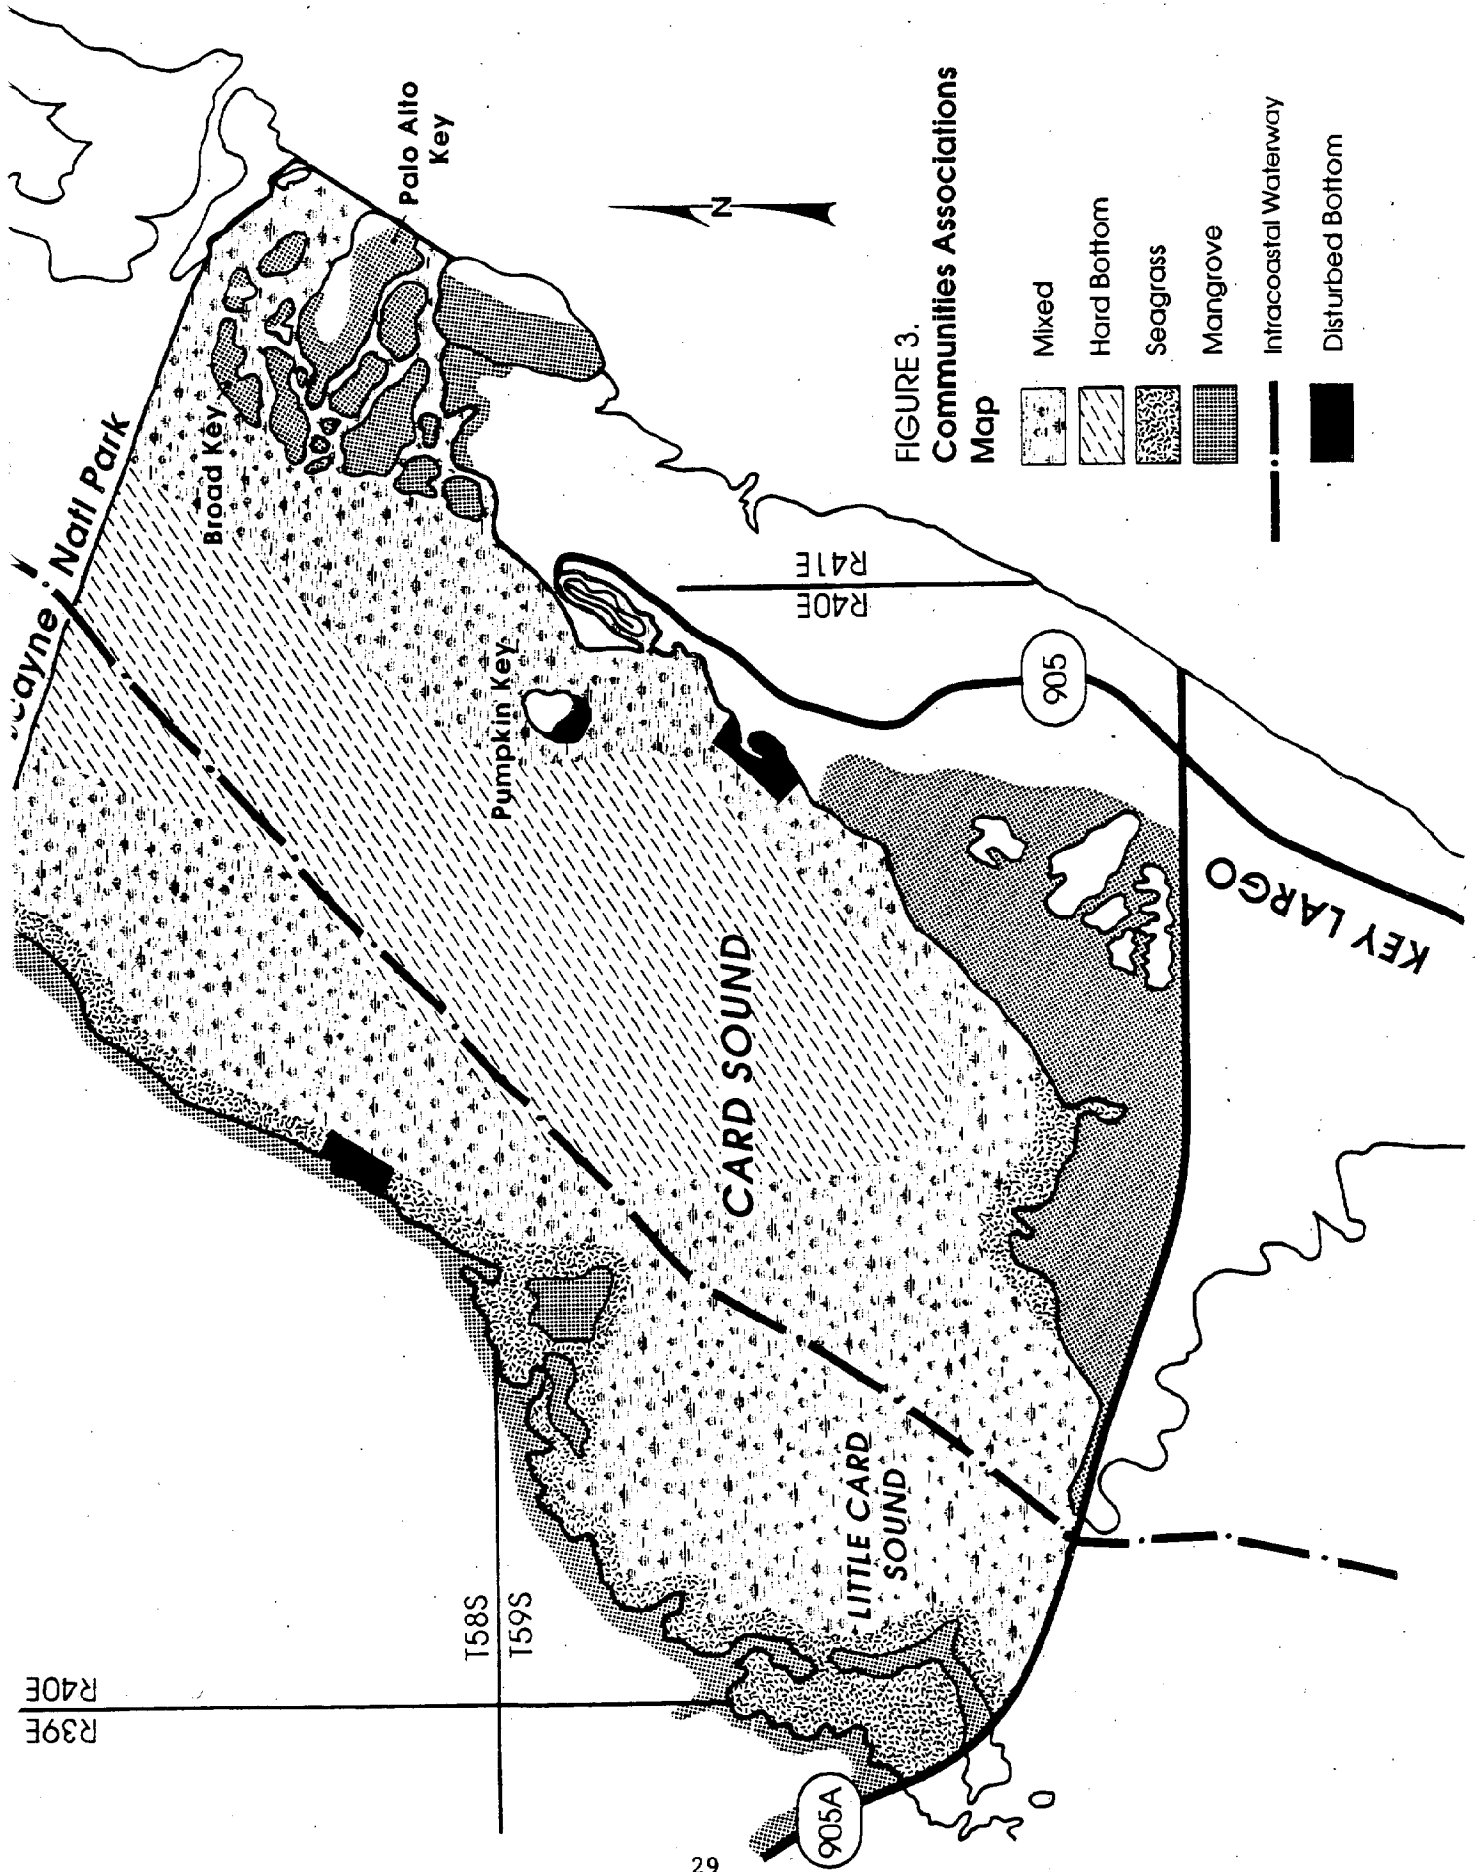 FIGURE 3.
Communities Associations
Map
Mixed
Hard Bottom
Seagrass
Mangrove
Intracoastal Waterway
Disturbed Bottom
N
Natl Park
Broad Key
Palo Alto
Key
Pumpkin Key
CARD SOUND
LITTLE CARD
SOUND
KEY LARGO
905
905A
R41E
R40E
R40E
R39E
T58S
T59S
29